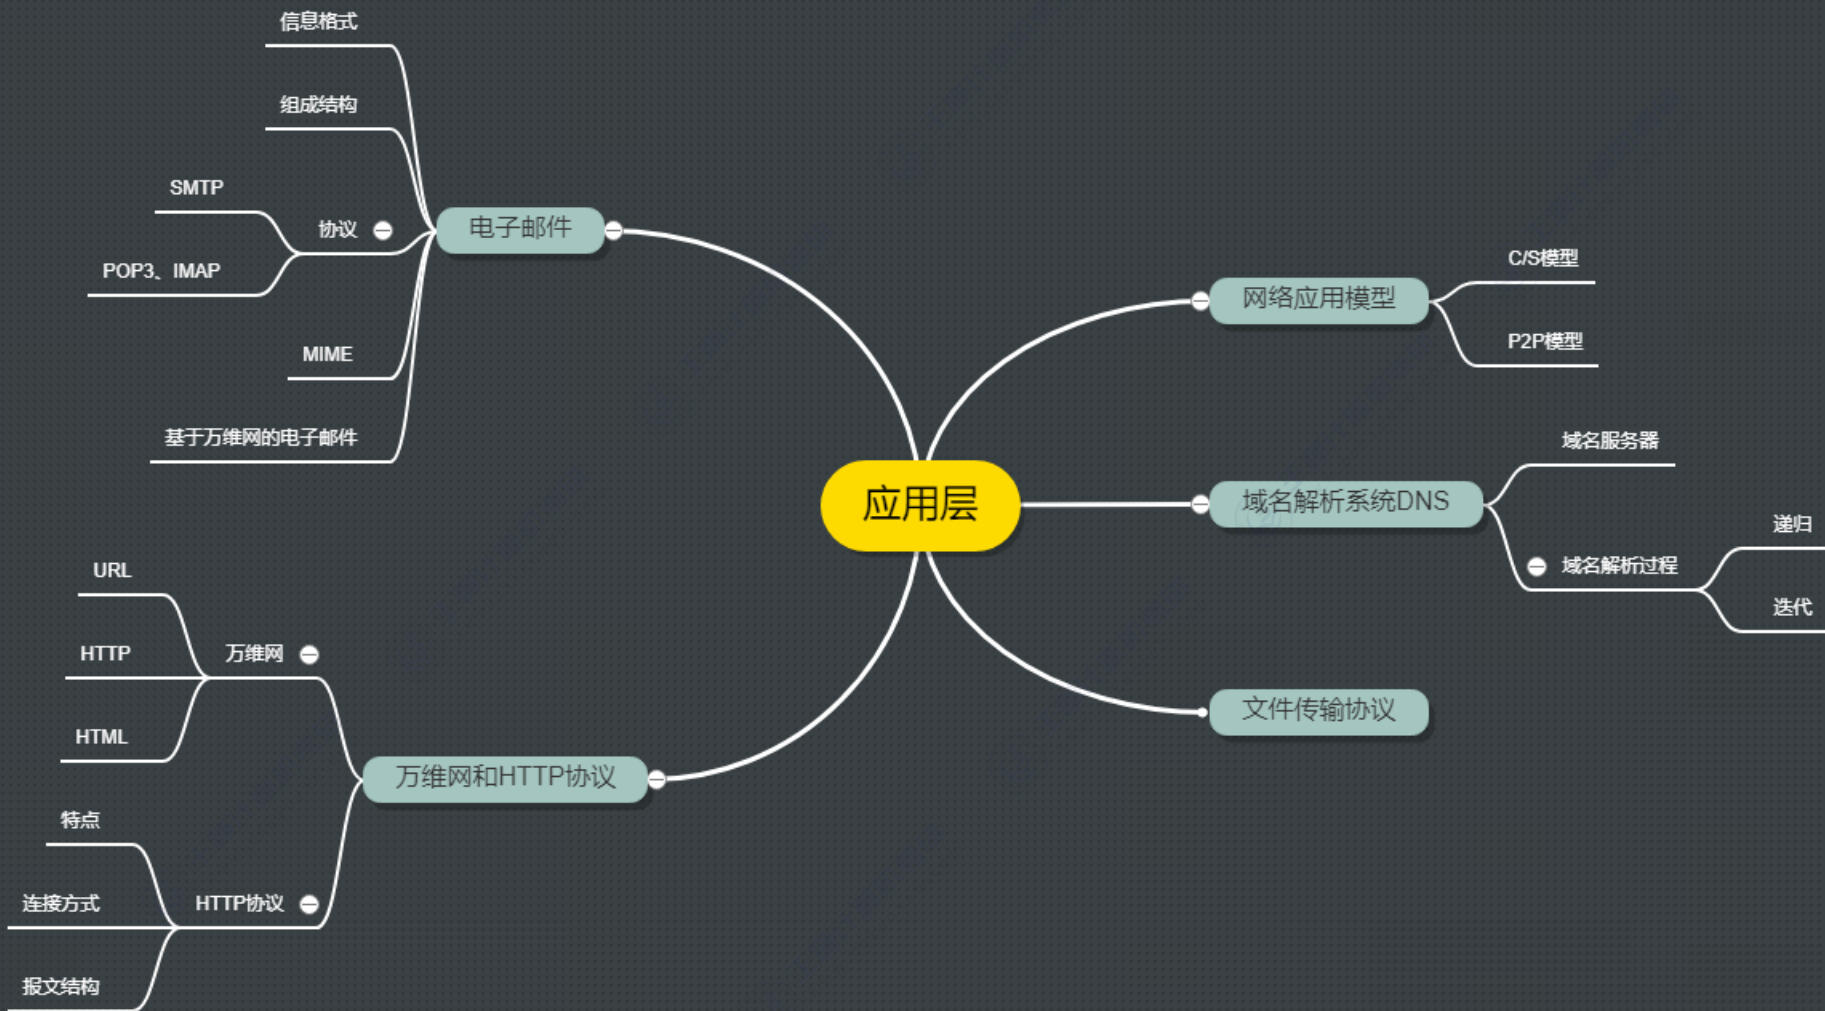 应用层
网络应用模型
C/S模型
P2P模型
域名解析系统DNS
域名服务器
域名解析过程
递归
迭代
文件传输协议
电子邮件
信息格式
组成结构
协议
SMTP
POP3、IMAP
MIME
基于万维网的电子邮件
万维网和HTTP协议
万维网
URL
HTTP
HTML
HTTP协议
特点
连接方式
报文结构